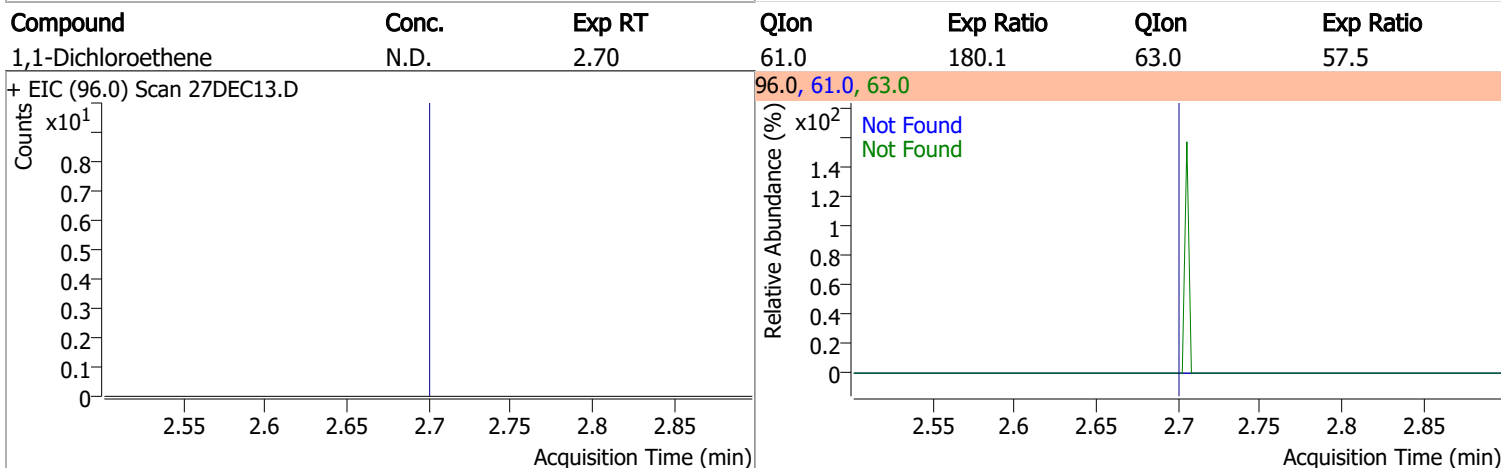 Compound Conc. Exp RT QIon Exp Ratio QIon Exp Ratio
1,1-Dichloroethene N.D. 2.70 61.0 180.1 63.0 57.5
+ EIC (96.0) Scan 27DEC13.D
Counts
x10^1
0.8
0.7
0.6
0.5
0.4
0.3
0.2
0.1
0
2.55 2.6 2.65 2.7 2.75 2.8 2.85
Acquisition Time (min)
96.0, 61.0, 63.0
Relative Abundance (%)
x10^2
Not Found
Not Found
1.4
1.2
1
0.8
0.6
0.4
0.2
0
2.55 2.6 2.65 2.7 2.75 2.8 2.85
Acquisition Time (min)